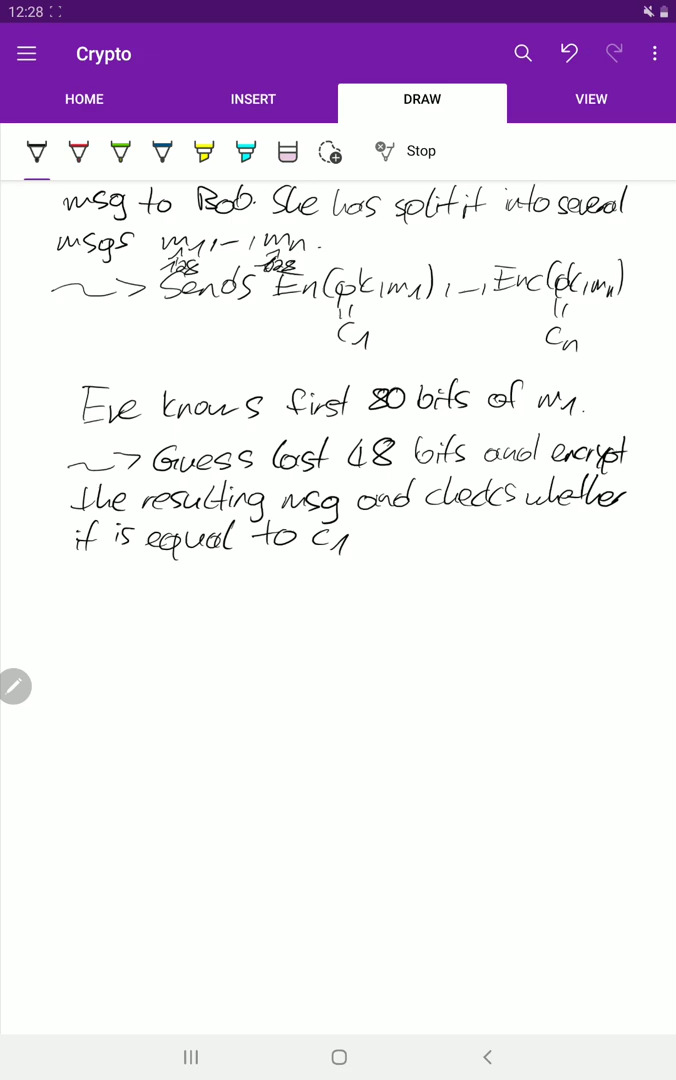 12:28
Crypto
HOME INSERT DRAW VIEW
Stop
msg to Bob. She has split it into several
msgs m1, -, mn.
128 128
~> Sends En(pk, m1), -, Enc(pk, mn)
c1 cn
Eve knows first 80 bits of m1.
~> Guess last 48 bits and encrypt
the resulting msg and checks whether
it is equal to c1